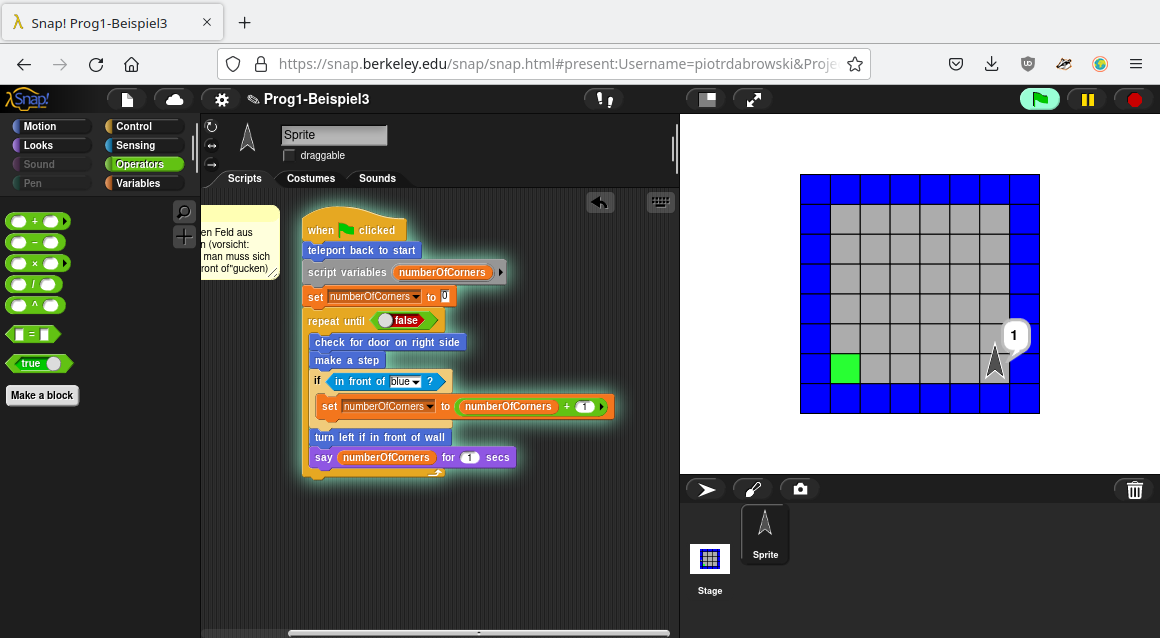 Snap! Prog1-Beispiel3
https://snap.berkeley.edu/snap/snap.html#present:Username=piotrdabrowski&Proje
Snap!
Prog1-Beispiel3
Motion
Control
Looks
Sensing
Sound
Operators
Pen
Variables
+
−
×
/
^
=
true
Make a block
Sprite
draggable
Scripts
Costumes
Sounds
en Feld aus
n (vorsicht:
man muss sich
ront of"gucken)
when clicked
teleport back to start
script variables numberOfCorners
set numberOfCorners to 0
repeat until false
check for door on right side
make a step
if in front of blue ?
set numberOfCorners to numberOfCorners + 1
turn left if in front of wall
say numberOfCorners for 1 secs
1
Sprite
Stage